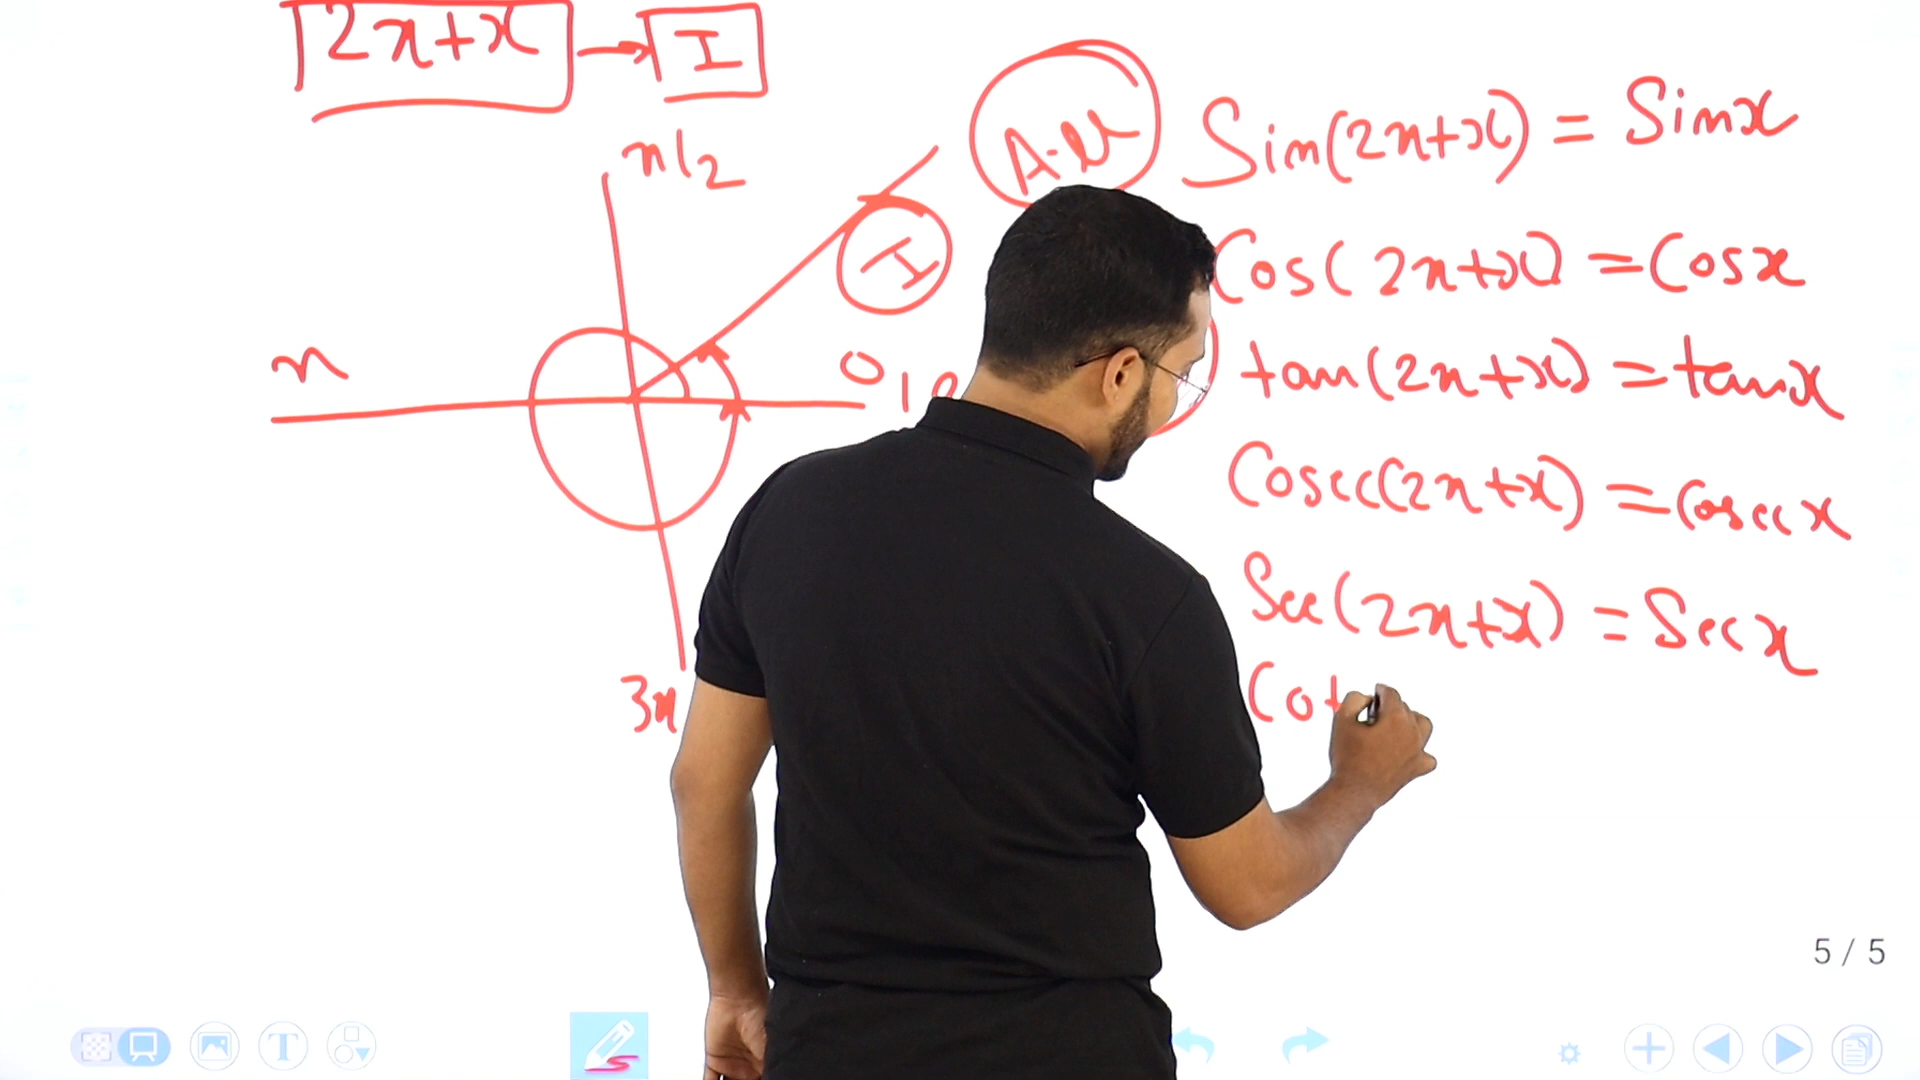 2π+x → I
π/2
π
0
I
3π
All
Sin(2π+x) = Sinx
Cos(2π+x) = Cosx
tan(2π+x) = tanx
Cosec(2π+x) = Cosecx
Sec(2π+x) = Secx
Cot
5 / 5
T